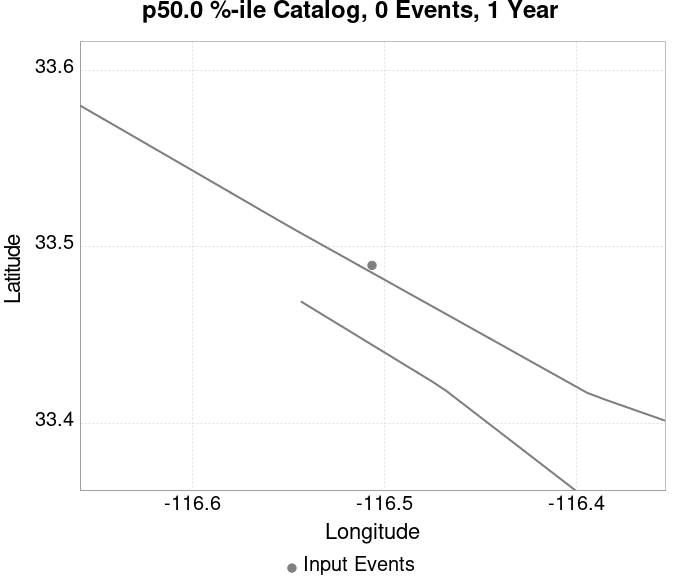 p50.0 %-ile Catalog, 0 Events, 1 Year
33.6
33.5
33.4
Latitude
-116.6
-116.5
-116.4
Longitude
Input Events